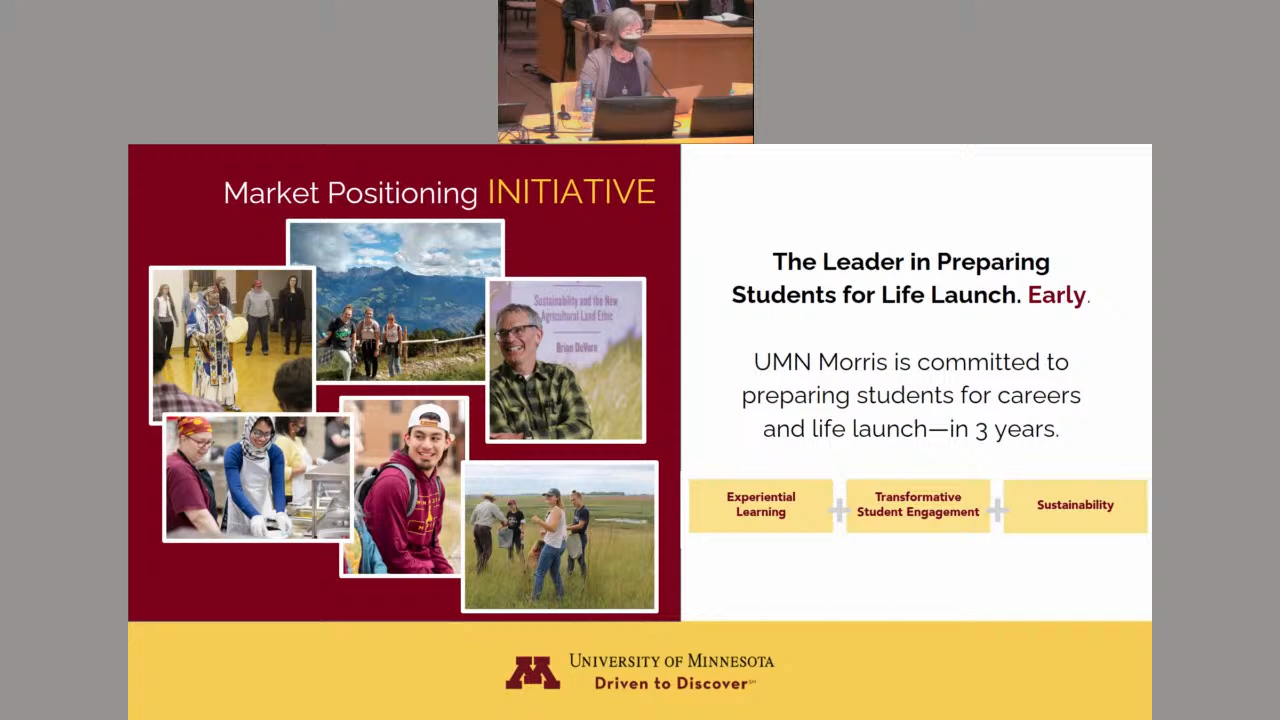 Market Positioning INITIATIVE
Sustainability and the New
Agricultural Land Ethic
Brian DeVore
The Leader in Preparing
Students for Life Launch. Early.
UMN Morris is committed to
preparing students for careers
and life launch—in 3 years.
Experiential
Learning
+
Transformative
Student Engagement
+
Sustainability
M
UNIVERSITY OF MINNESOTA
Driven to Discover℠